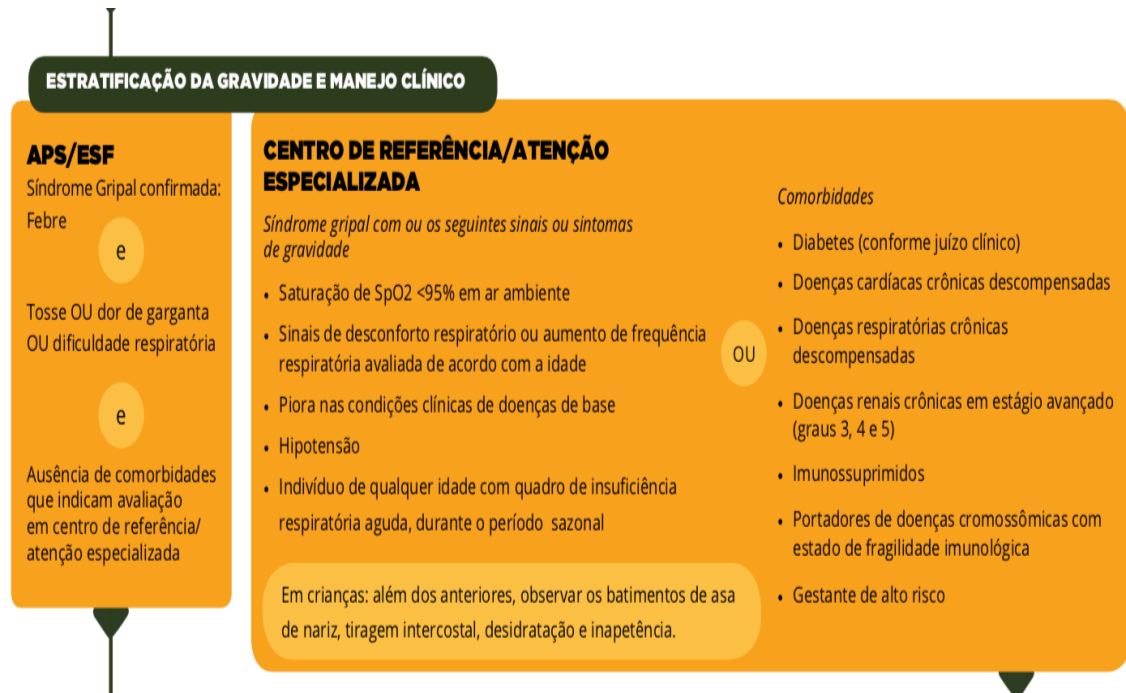 ESTRATIFICAÇÃO DA GRAVIDADE E MANEJO CLÍNICO
APS/ESF
Síndrome Gripal confirmada:
Febre
e
Tosse OU dor de garganta
OU dificuldade respiratória
e
Ausência de comorbidades
que indicam avaliação
em centro de referência/
atenção especializada
CENTRO DE REFERÊNCIA/ATENÇÃO
ESPECIALIZADA
Síndrome gripal com ou os seguintes sinais ou sintomas
de gravidade
• Saturação de SpO2 <95% em ar ambiente
• Sinais de desconforto respiratório ou aumento de frequência
respiratória avaliada de acordo com a idade
• Piora nas condições clínicas de doenças de base
• Hipotensão
• Indivíduo de qualquer idade com quadro de insuficiência
respiratória aguda, durante o período sazonal
Em crianças: além dos anteriores, observar os batimentos de asa
de nariz, tiragem intercostal, desidratação e inapetência.
OU
Comorbidades
• Diabetes (conforme juízo clínico)
• Doenças cardíacas crônicas descompensadas
• Doenças respiratórias crônicas
descompensadas
• Doenças renais crônicas em estágio avançado
(graus 3, 4 e 5)
• Imunossuprimidos
• Portadores de doenças cromossômicas com
estado de fragilidade imunológica
• Gestante de alto risco